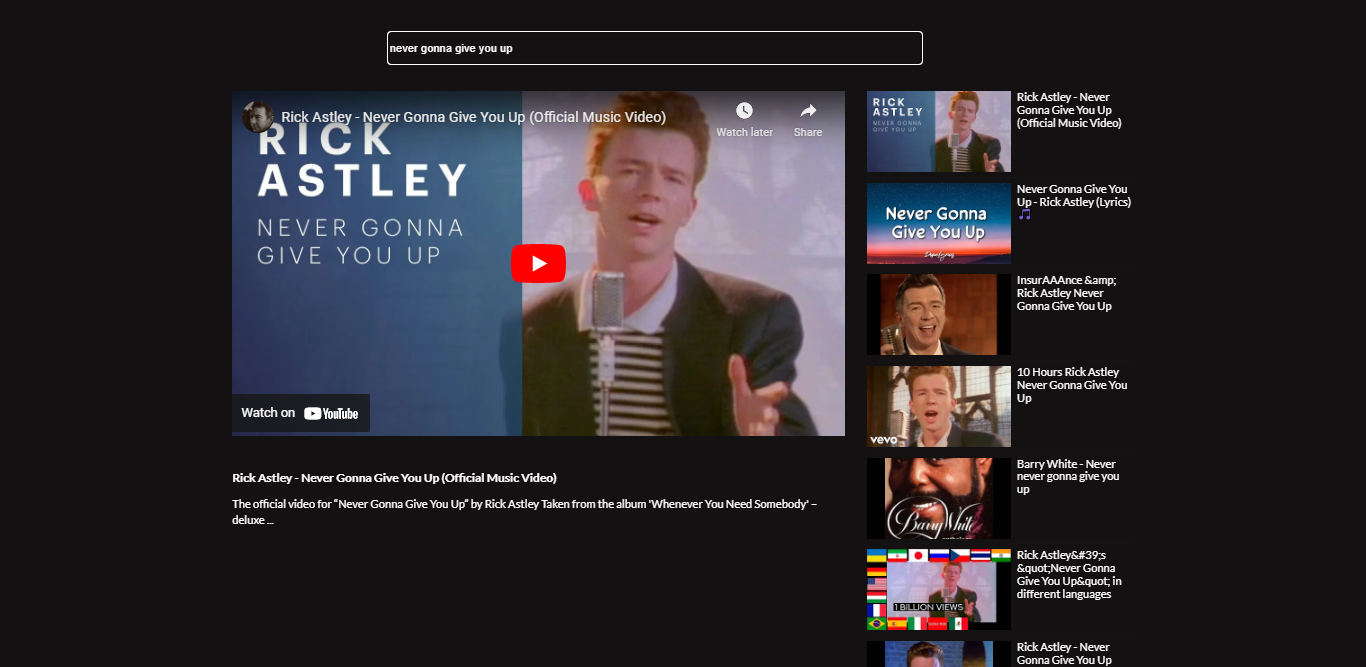 never gonna give you up
Rick Astley - Never Gonna Give You Up (Official Music Video)
Watch later
Share
RICK
ASTLEY
NEVER GONNA
GIVE YOU UP
Watch on YouTube
Rick Astley - Never Gonna Give You Up (Official Music Video)
The official video for “Never Gonna Give You Up” by Rick Astley Taken from the album 'Whenever You Need Somebody' –
deluxe ...
RICK
ASTLEY
NEVER GONNA
GIVE YOU UP
Rick Astley - Never
Gonna Give You Up
(Official Music Video)
Never Gonna
Give You Up
Never Gonna Give You
Up - Rick Astley (Lyrics)
🎵
InsurAAAnce &amp;
Rick Astley Never
Gonna Give You Up
vevo
10 Hours Rick Astley
Never Gonna Give You
Up
Barry White
Barry White - Never
never gonna give you
up
1 BILLION VIEWS
Rick Astley&#39;s
&quot;Never Gonna
Give You Up&quot; in
different languages
Rick Astley - Never
Gonna Give You Up